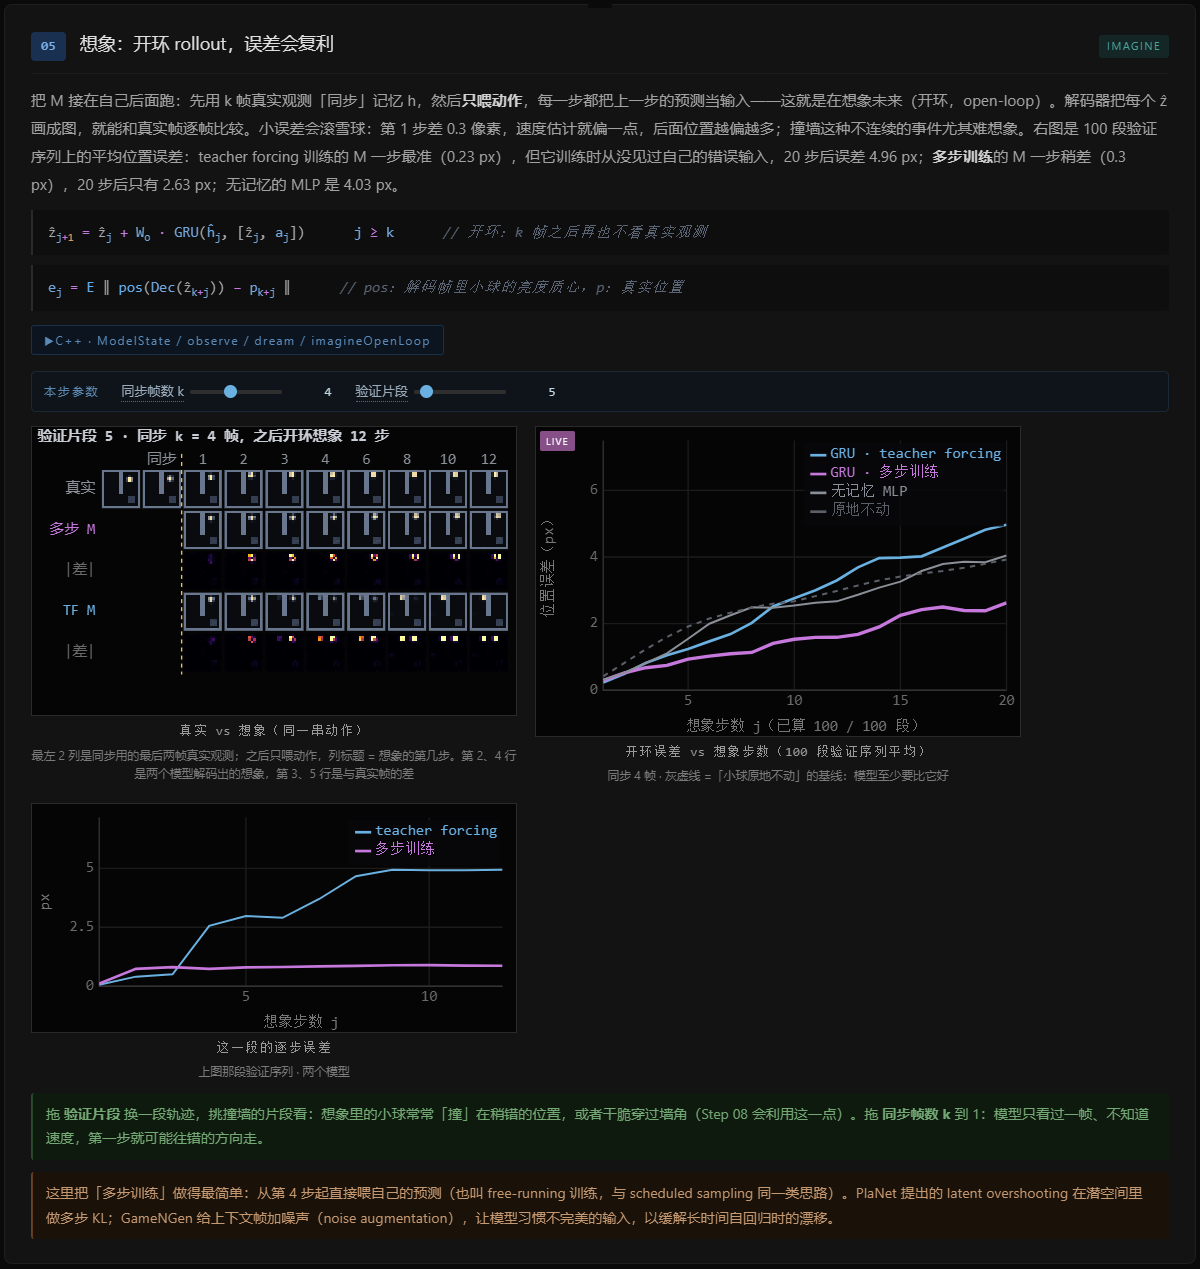 05 想象：开环 rollout，误差会复利 IMAGINE
把 M 接在自己后面跑：先用 k 帧真实观测「同步」记忆 h，然后只喂动作，每一步都把上一步的预测当输入——这就是在想象未来（开环，open-loop）。解码器把每个 ẑ
画成图，就能和真实帧逐帧比较。小误差会滚雪球：第 1 步差 0.3 像素，速度估计就偏一点，后面位置越偏越多；撞墙这种不连续的事件尤其难想象。右图是 100 段验证
序列上的平均位置误差：teacher forcing 训练的 M 一步最准（0.23 px），但它训练时从没见过自己的错误输入，20 步后误差 4.96 px；多步训练的 M 一步稍差（0.3
px），20 步后只有 2.63 px；无记忆的 MLP 是 4.03 px。
ẑj+1 = ẑj + Wo · GRU(ĥj, [ẑj, aj]) j ≥ k // 开环：k 帧之后再也不看真实观测
ej = E ‖ pos(Dec(ẑk+j)) − pk+j ‖ // pos: 解码帧里小球的亮度质心，p: 真实位置
▶C++ · ModelState / observe / dream / imagineOpenLoop
本步参数 同步帧数 k 4 验证片段 5
验证片段 5 · 同步 k = 4 帧，之后开环想象 12 步
同步 1 2 3 4 6 8 10 12
真实
多步 M
|差|
TF M
|差|
真实 vs 想象（同一串动作）
最左 2 列是同步用的最后两帧真实观测；之后只喂动作，列标题 = 想象的第几步。第 2、4 行
是两个模型解码出的想象，第 3、5 行是与真实帧的差
LIVE
GRU · teacher forcing
GRU · 多步训练
无记忆 MLP
原地不动
位置误差（px）
6
4
2
0
5 10 15 20
想象步数 j（已算 100 / 100 段）
开环误差 vs 想象步数（100 段验证序列平均）
同步 4 帧 · 灰虚线 =「小球原地不动」的基线：模型至少要比它好
teacher forcing
多步训练
px
5
2.5
0
5 10
想象步数 j
这一段的逐步误差
上图那段验证序列 · 两个模型
拖 验证片段 换一段轨迹，挑撞墙的片段看：想象里的小球常常「撞」在稍错的位置，或者干脆穿过墙角（Step 08 会利用这一点）。拖 同步帧数 k 到 1：模型只看过一帧、不知道
速度，第一步就可能往错的方向走。
这里把「多步训练」做得最简单：从第 4 步起直接喂自己的预测（也叫 free-running 训练，与 scheduled sampling 同一类思路）。PlaNet 提出的 latent overshooting 在潜空间里
做多步 KL；GameNGen 给上下文帧加噪声（noise augmentation），让模型习惯不完美的输入，以缓解长时间自回归时的漂移。